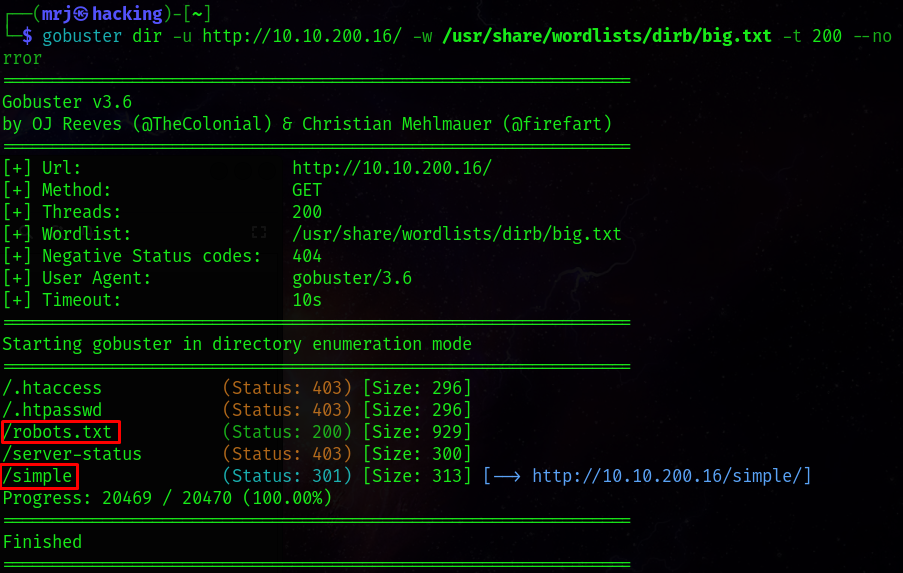 ┌──(mrj㉿hacking)-[~]
└─$ gobuster dir -u http://10.10.200.16/ -w /usr/share/wordlists/dirb/big.txt -t 200 --no
rror
===============================================================
Gobuster v3.6
by OJ Reeves (@TheColonial) & Christian Mehlmauer (@firefart)
===============================================================
[+] Url: http://10.10.200.16/
[+] Method: GET
[+] Threads: 200
[+] Wordlist: /usr/share/wordlists/dirb/big.txt
[+] Negative Status codes: 404
[+] User Agent: gobuster/3.6
[+] Timeout: 10s
===============================================================
Starting gobuster in directory enumeration mode
===============================================================
/.htaccess (Status: 403) [Size: 296]
/.htpasswd (Status: 403) [Size: 296]
/robots.txt (Status: 200) [Size: 929]
/server-status (Status: 403) [Size: 300]
/simple (Status: 301) [Size: 313] [--> http://10.10.200.16/simple/]
Progress: 20469 / 20470 (100.00%)
===============================================================
Finished
===============================================================